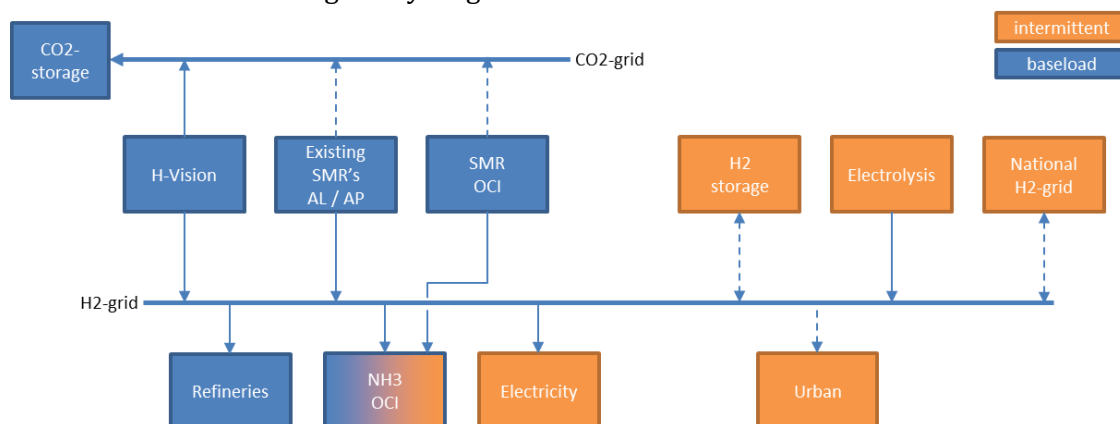 intermittent
baseload
CO2-
storage
CO2-grid
H-Vision
Existing
SMR's
AL / AP
SMR
OCI
H2
storage
Electrolysis
National
H2-grid
H2-grid
Refineries
NH3
OCI
Electricity
Urban